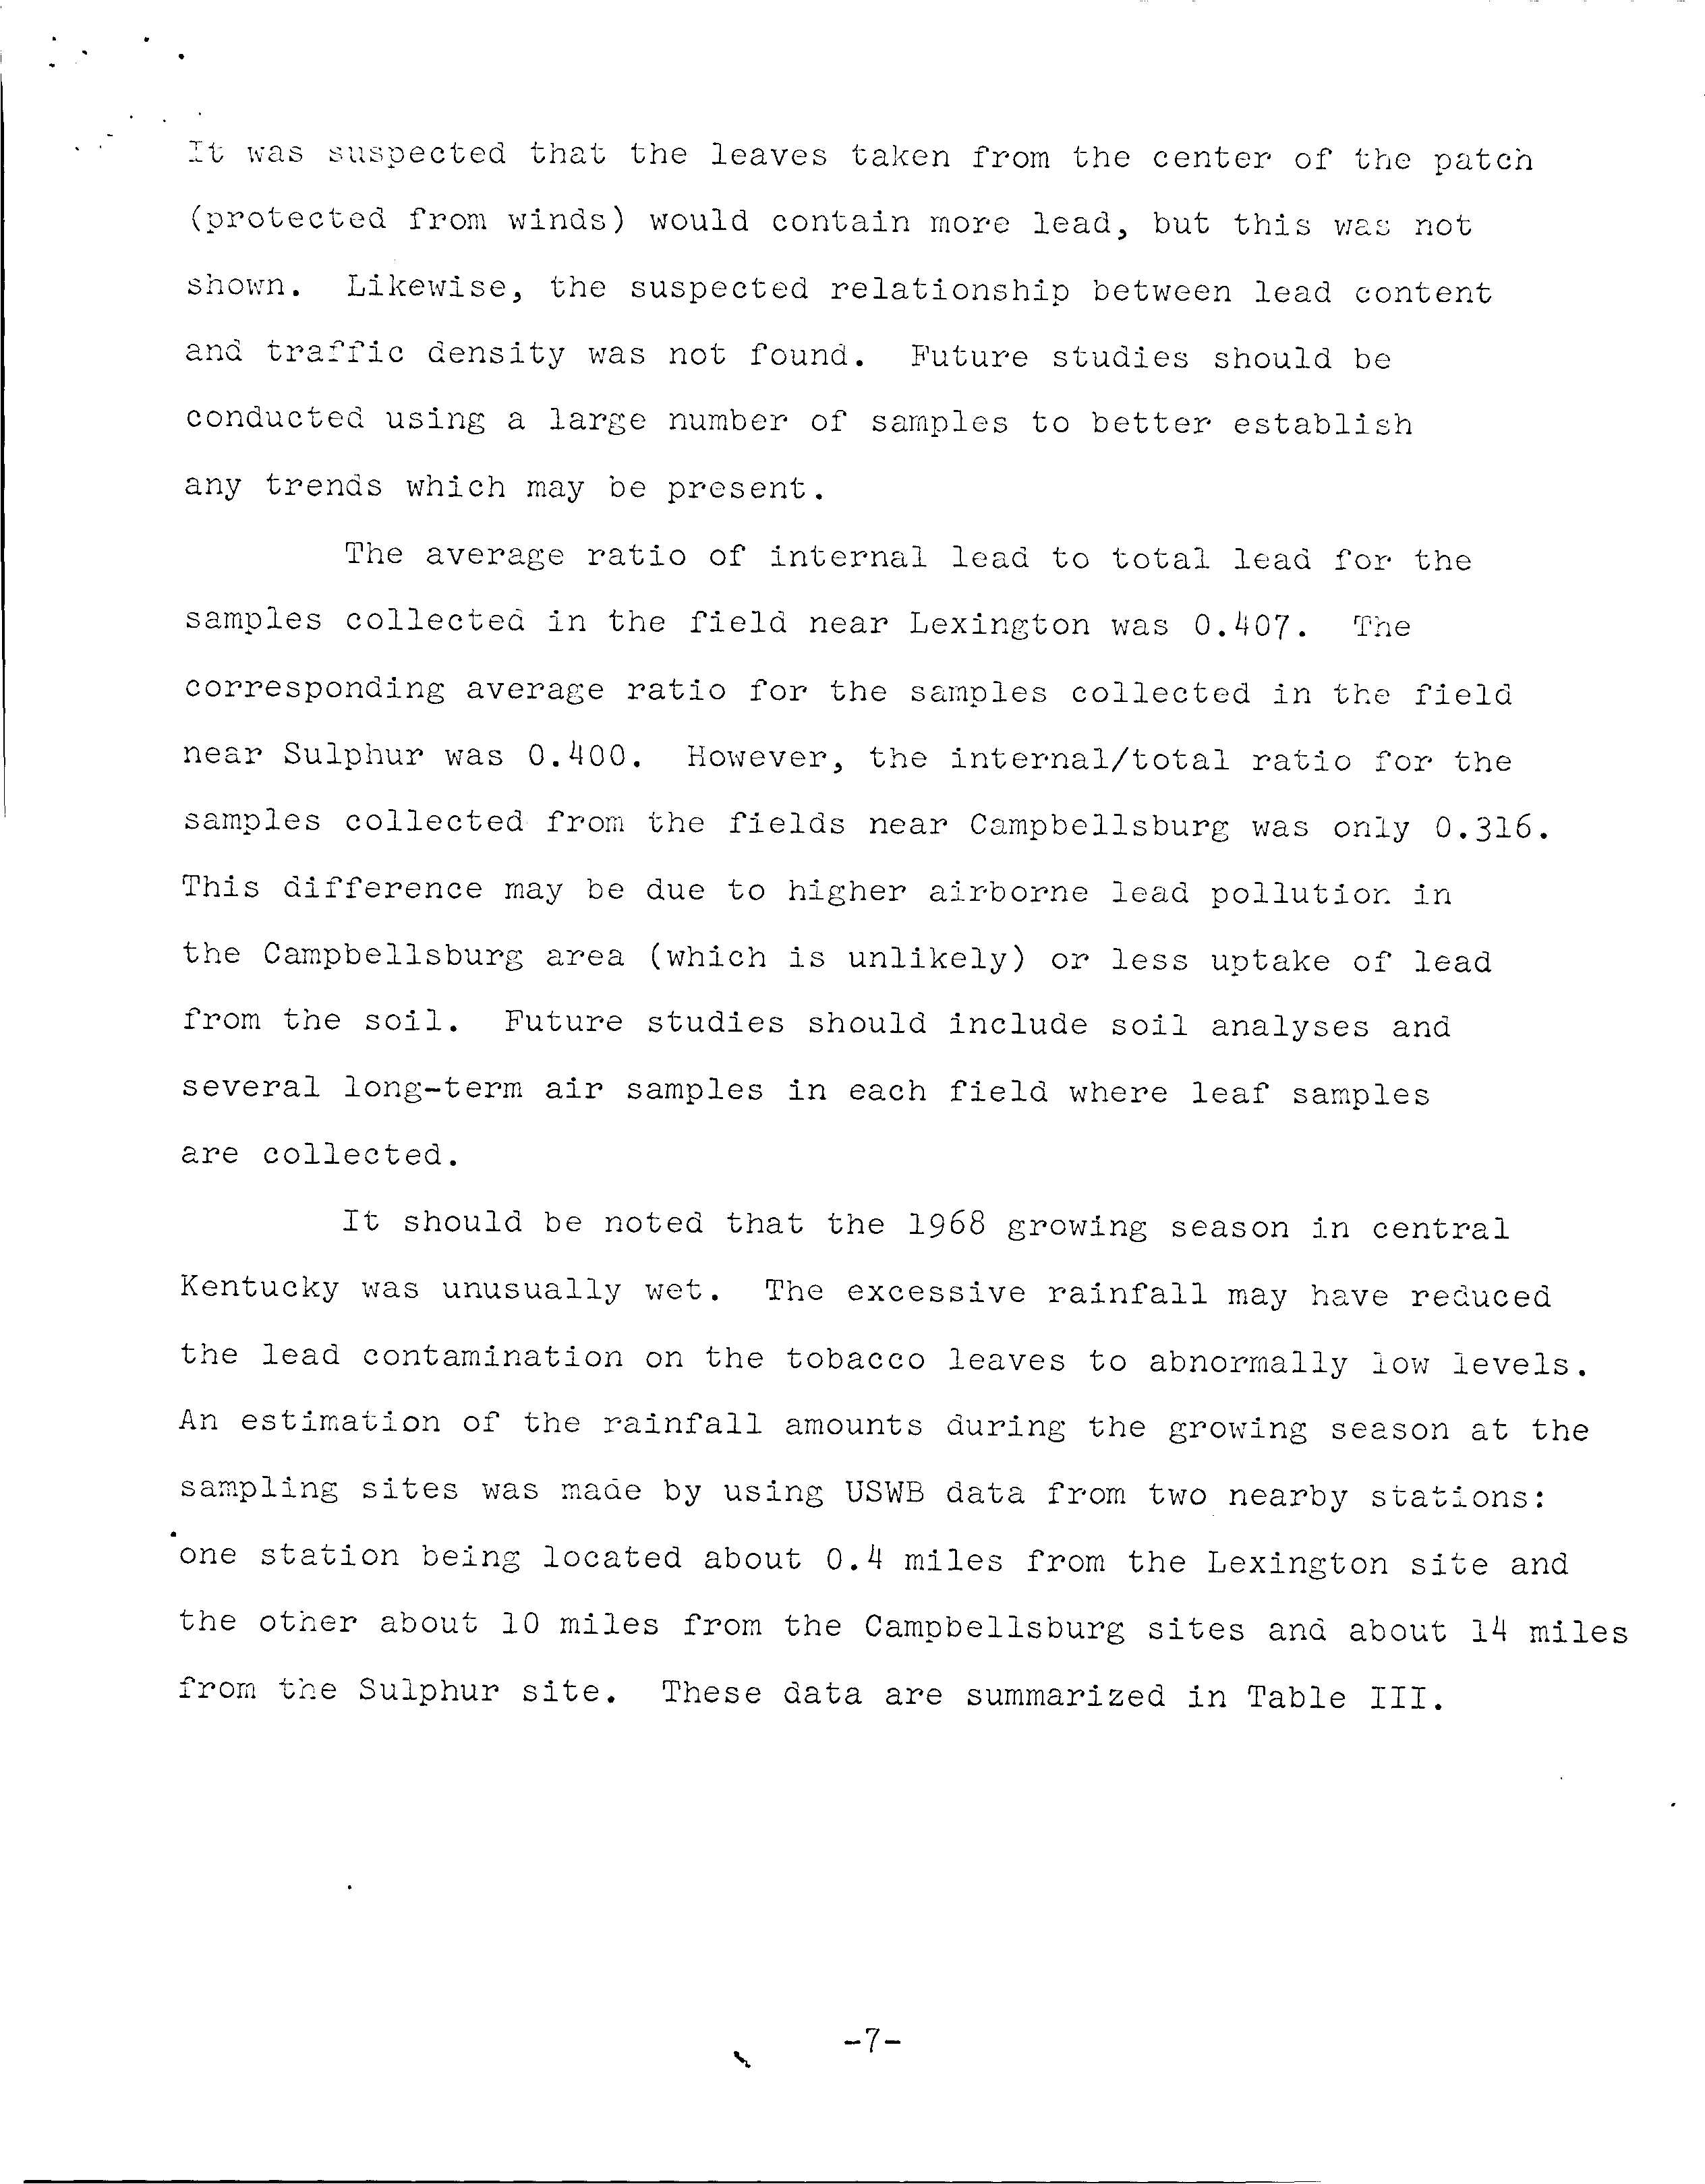 It was suspected that the leaves taken from the center of the patch
(protected from winds) would contain more lead, but this was not
shown. Likewise, the suspected relationship between lead content
and traffic density was not found. Future studies should be
conducted using a large number of samples to better establish
any trends which may be present.
The average ratio of internal lead to total lead for the
samples collected in the field near Lexington was 0.407. The
corresponding average ratio for the samples collected in the field
near Sulphur was 0.400. However, the internal/total ratio for the
samples collected from the fields near Campbellsburg was only 0.316.
This difference may be due to higher airborne lead pollution in
the Campbellsburg area (which is unlikely) or less uptake of lead
from the soil. Future studies should include soil analyses and
several long-term air samples in each field where leaf samples
are collected.
It should be noted that the 1968 growing season in central
Kentucky was unusually wet. The excessive rainfall may have reduced
the lead contamination on the tobacco leaves to abnormally low levels.
An estimation of the rainfall amounts during the growing season at the
sampling sites was made by using USWB data from two nearby stations:
one station being located about 0.4 miles from the Lexington site and
the other about 10 miles from the Campbellsburg sites and about 14 miles
from the Sulphur site. These data are summarized in Table III.
-7-